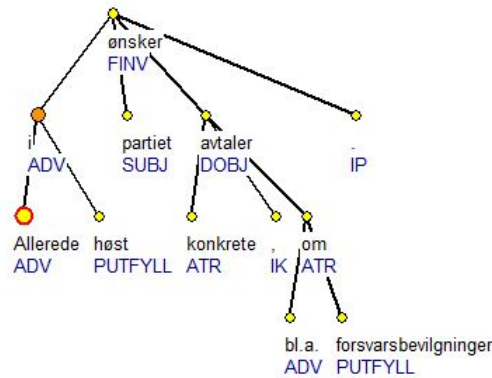 ønsker
FINV
i partiet avtaler .
ADV SUBJ DOBJ IP
Allerede høst konkrete , om
ADV PUTFYLL ATR IK ATR
bl.a. forsvarsbevilgninger
ADV PUTFYLL